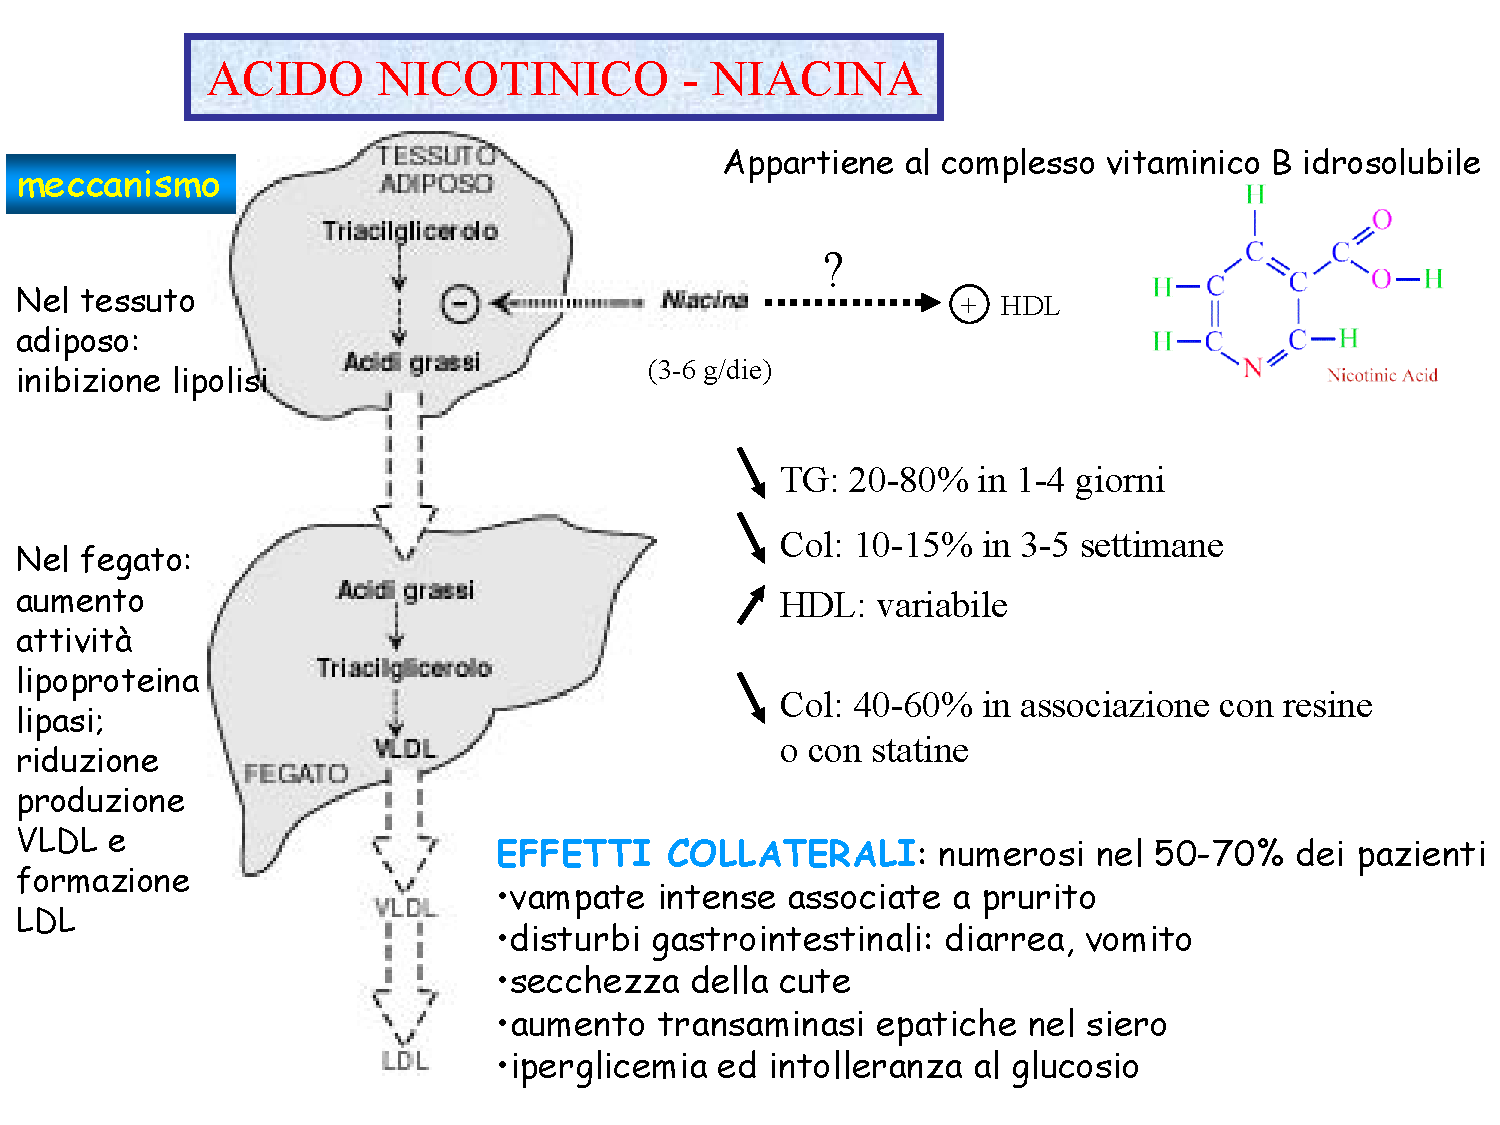 ACIDO NICOTINICO - NIACINA
meccanismo
Appartiene al complesso vitaminico B idrosolubile
TESSUTO
ADIPOSO
Triacilglicerolo
Acidi grassi
Nel tessuto
adiposo:
inibizione lipolisi
−
Niacina
?
+
HDL
(3-6 g/die)
H
O
C
C
H
C
C
O
H
H
C
C
H
N
Nicotinic Acid
TG: 20-80% in 1-4 giorni
Col: 10-15% in 3-5 settimane
HDL: variabile
Col: 40-60% in associazione con resine
o con statine
Nel fegato:
aumento
attività
lipoproteina
lipasi;
riduzione
produzione
VLDL e
formazione
LDL
Acidi grassi
Triacilglicerolo
VLDL
FEGATO
VLDL
LDL
EFFETTI COLLATERALI: numerosi nel 50-70% dei pazienti
•vampate intense associate a prurito
•disturbi gastrointestinali: diarrea, vomito
•secchezza della cute
•aumento transaminasi epatiche nel siero
•iperglicemia ed intolleranza al glucosio